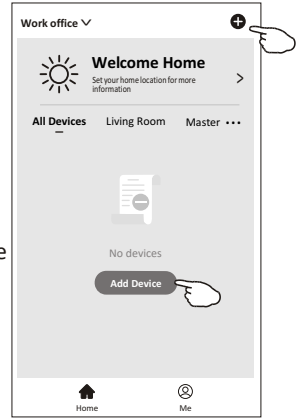 Work office
Welcome Home
Set your home location for more
information
All Devices Living Room Master
No devices
Add Device
Home Me
e